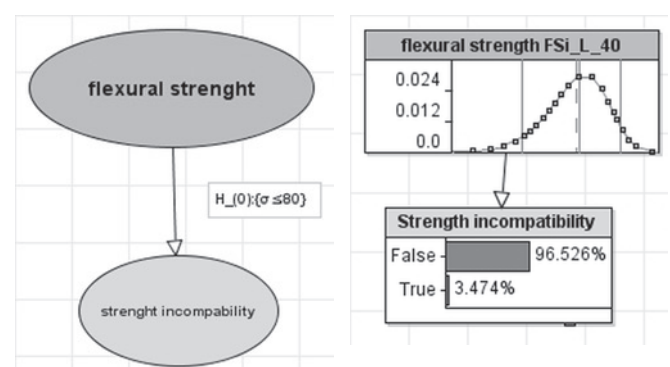 flexural strenght
H_(0):{σ ≤80}
strenght incompability
flexural strength FSi_L_40
0.024
0.012
0.0
Strength incompatibility
False 96.526%
True 3.474%